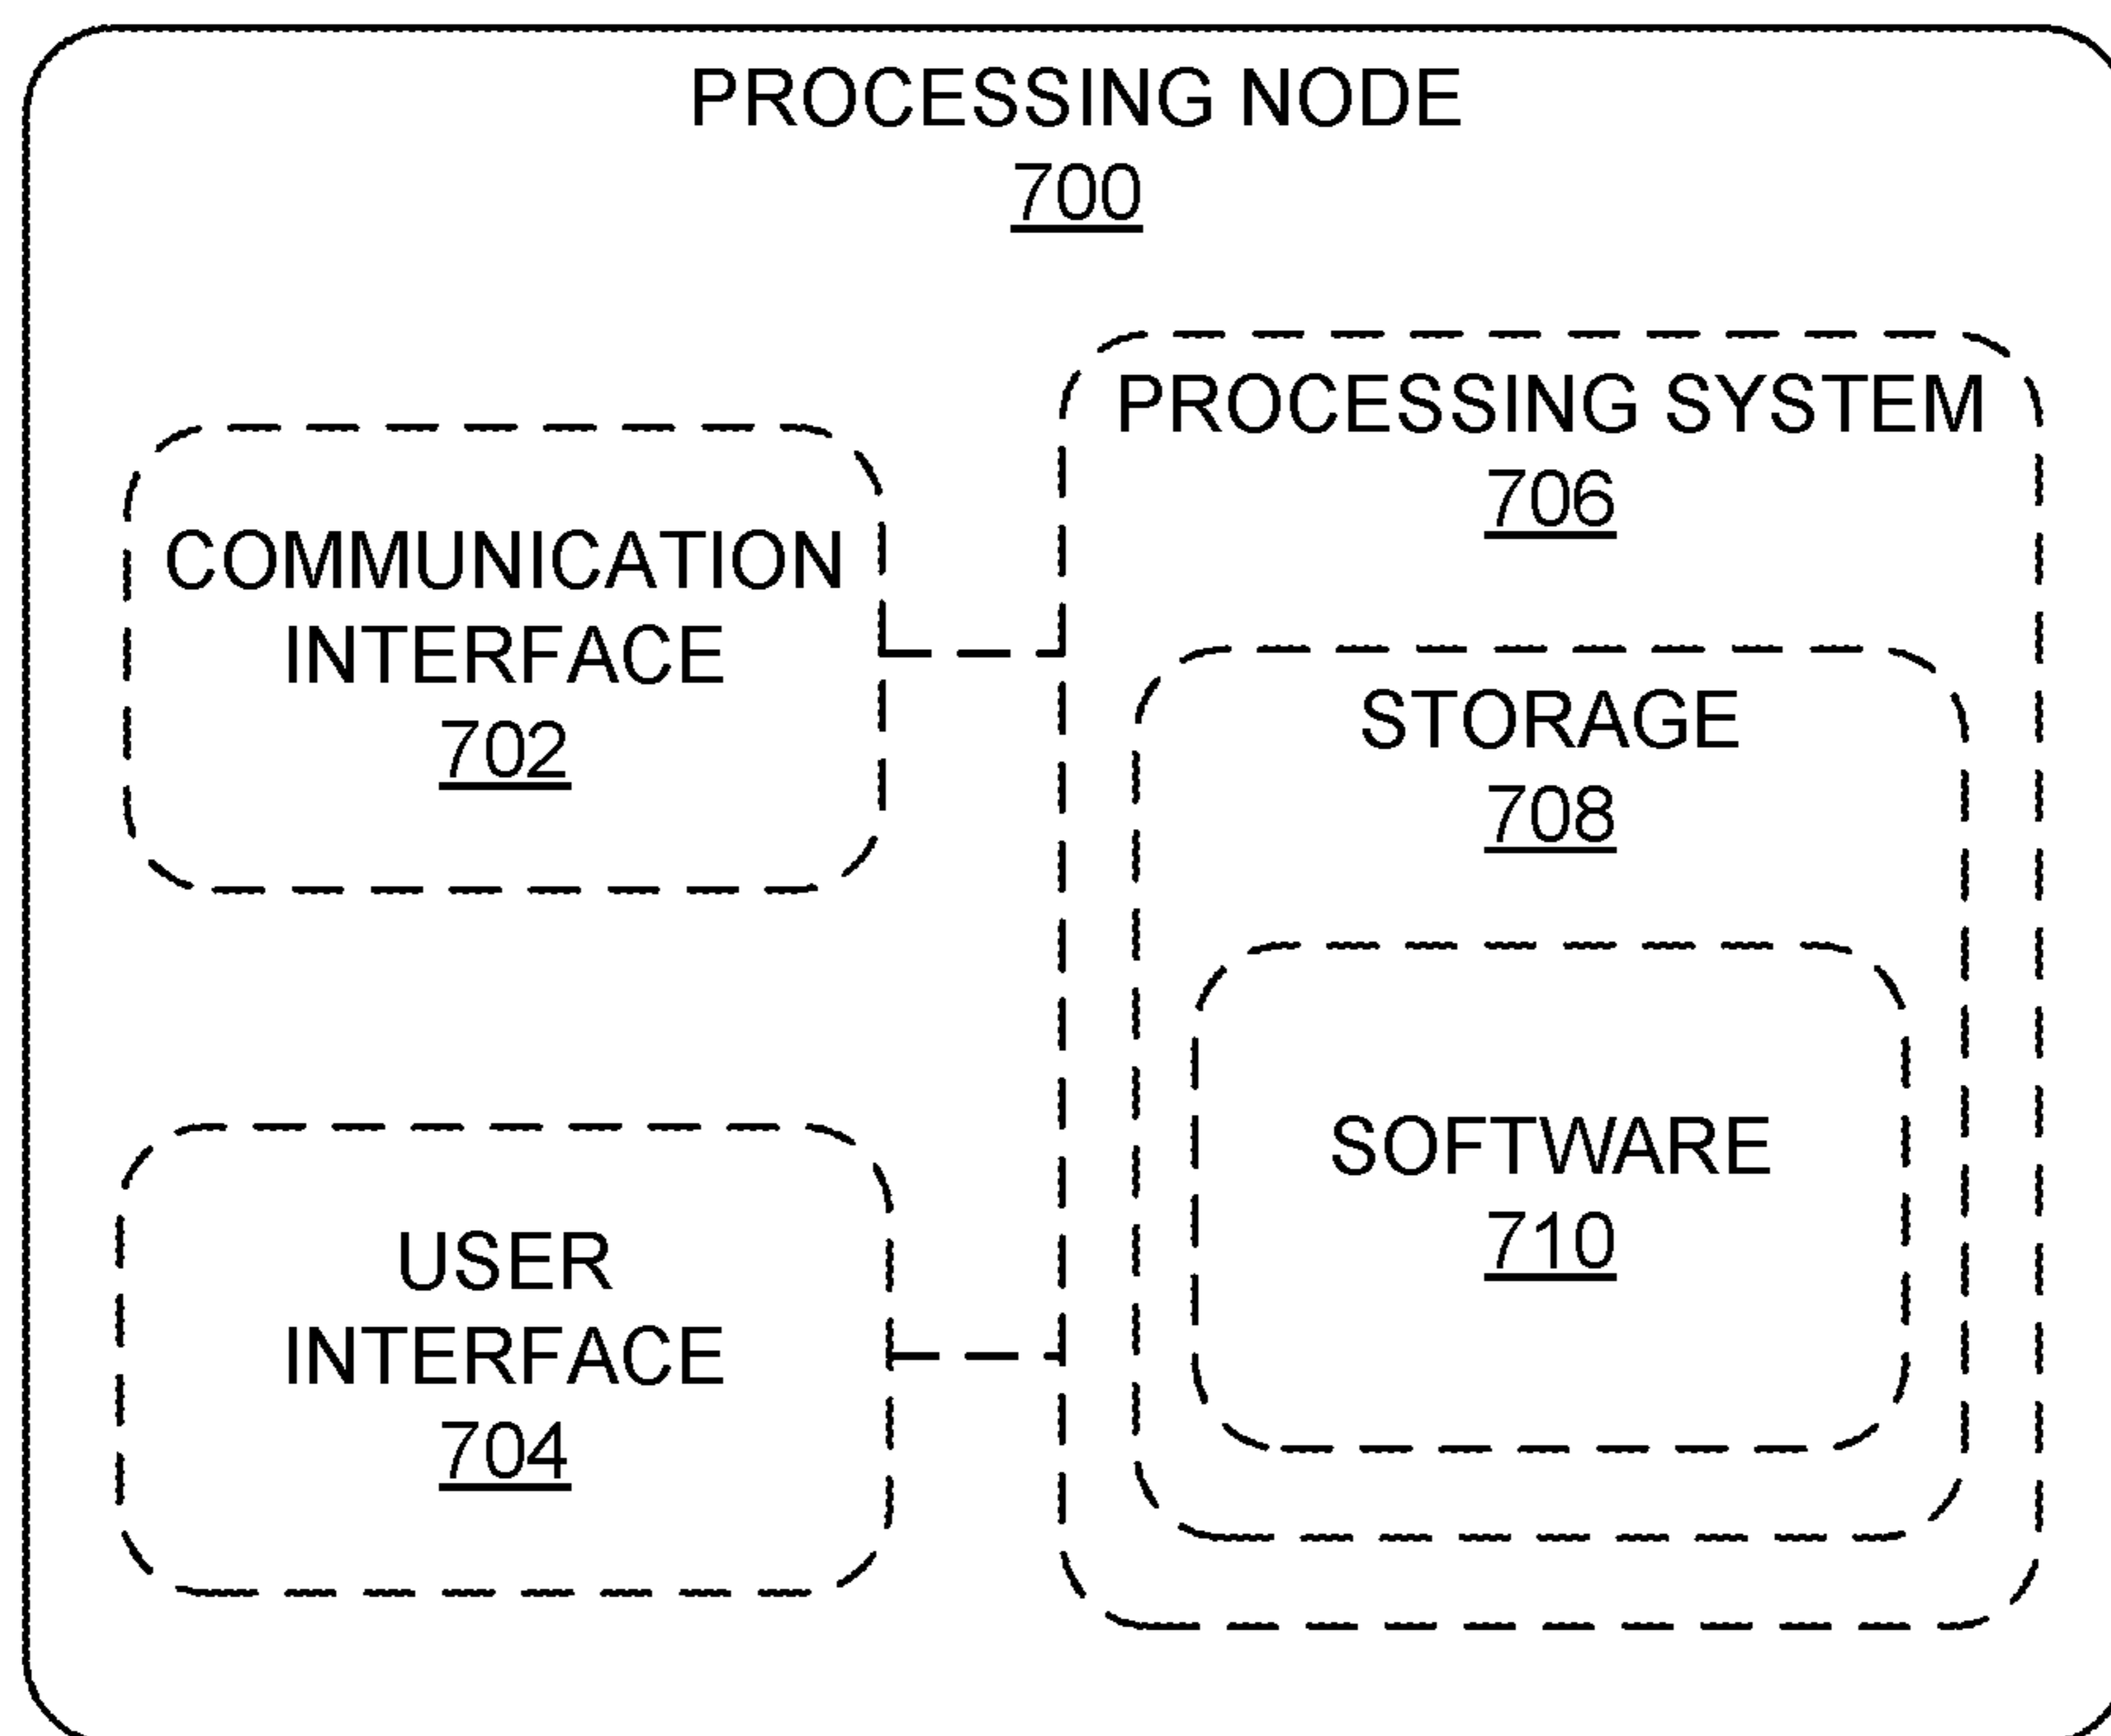 PROCESSING NODE
700
COMMUNICATION
INTERFACE
702
USER
INTERFACE
704
PROCESSING SYSTEM
706
STORAGE
708
SOFTWARE
710